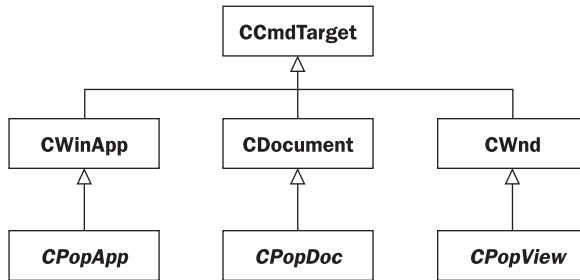 CCmdTarget
CWinApp
CDocument
CWnd
CPopApp
CPopDoc
CPopView